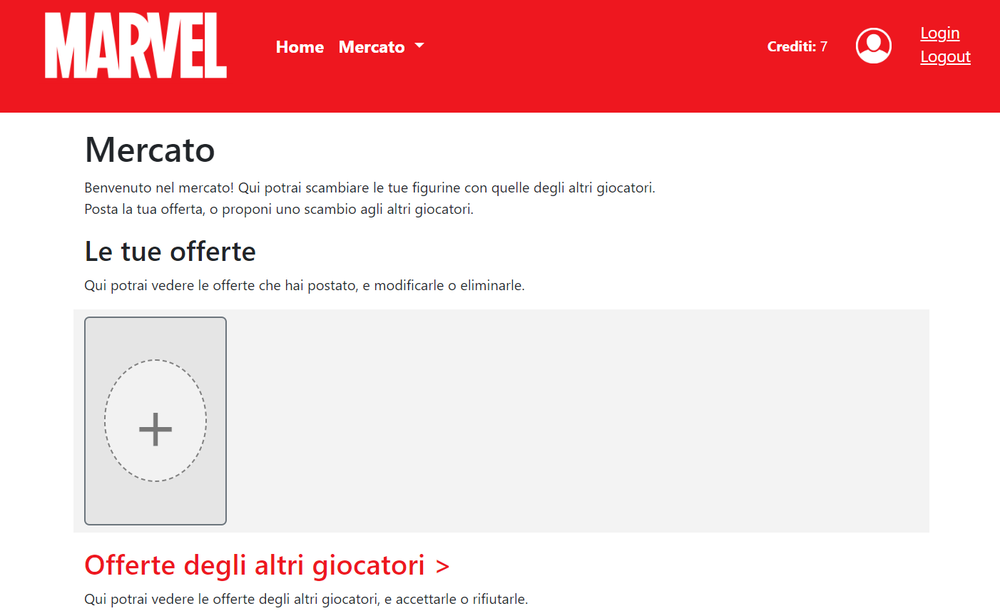 MARVEL
Home Mercato
Crediti: 7
Login
Logout
Mercato
Benvenuto nel mercato! Qui potrai scambiare le tue figurine con quelle degli altri giocatori.
Posta la tua offerta, o proponi uno scambio agli altri giocatori.
Le tue offerte
Qui potrai vedere le offerte che hai postato, e modificarle o eliminarle.
+
Offerte degli altri giocatori >
Qui potrai vedere le offerte degli altri giocatori, e accettarle o rifiutarle.